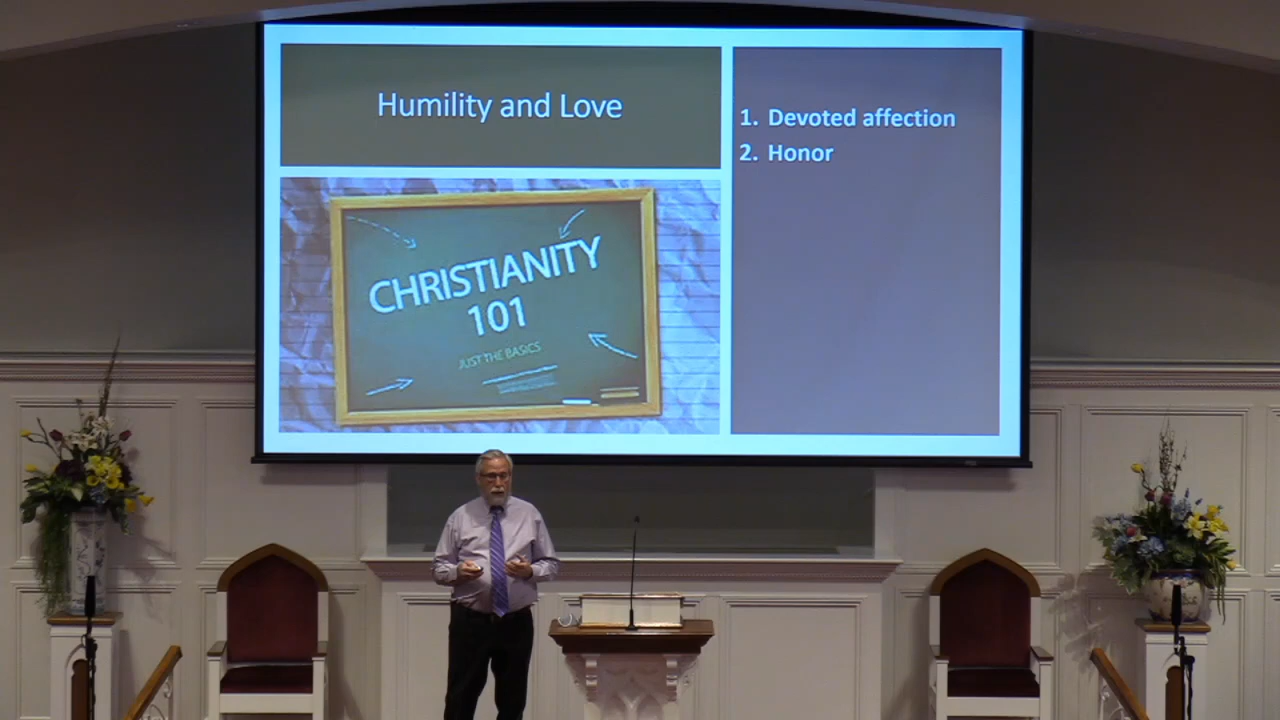 Humility and Love
1. Devoted affection
2. Honor
CHRISTIANITY
101
JUST THE BASICS